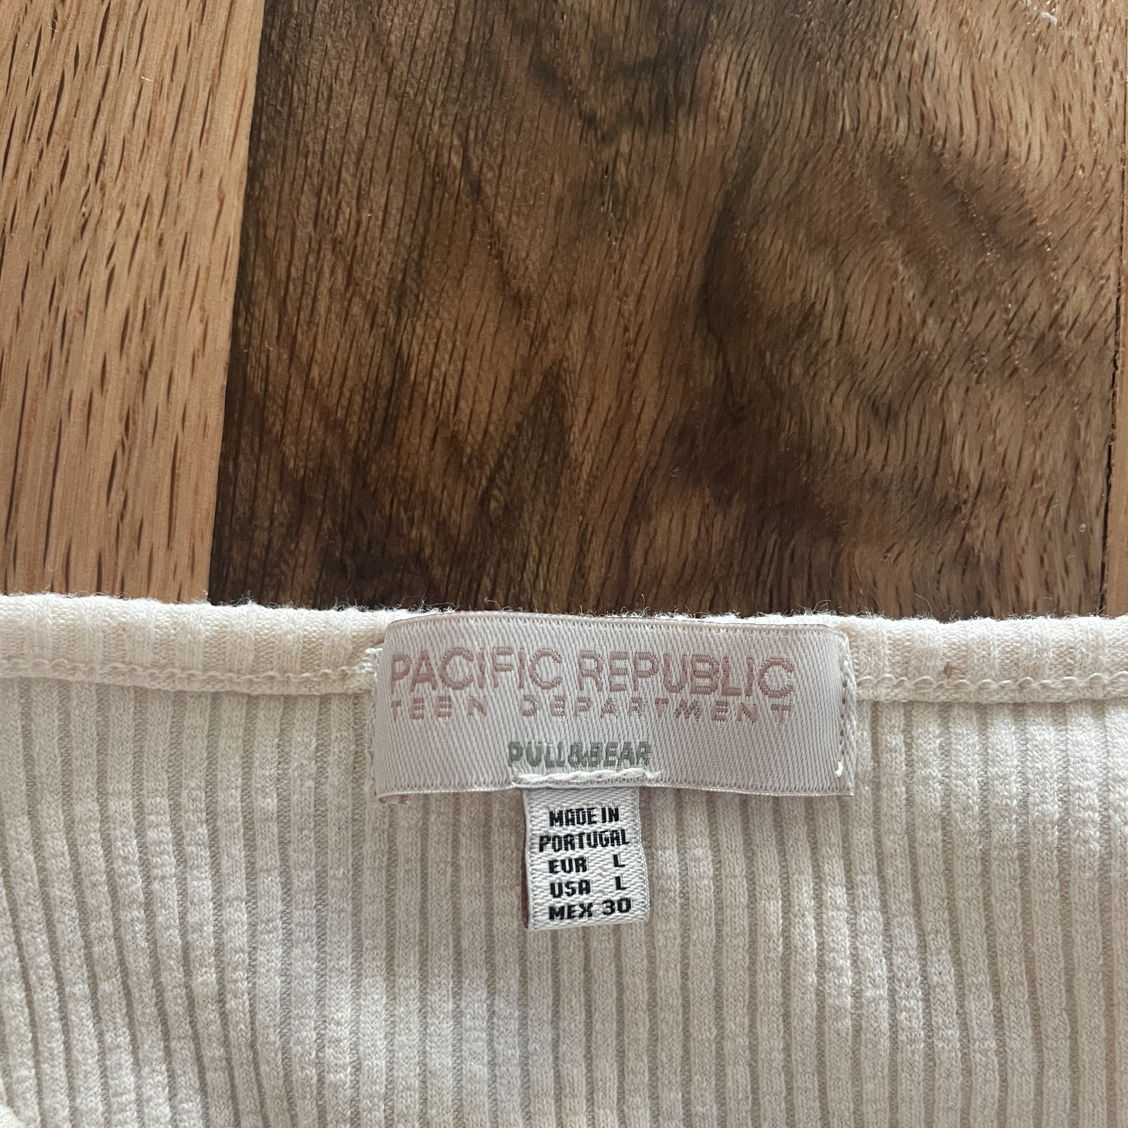 PACIFIC REPUBLIC
TEEN DEPARTMENT
PULL&BEAR
MADE IN
PORTUGAL
EUR L
USA L
MEX 30